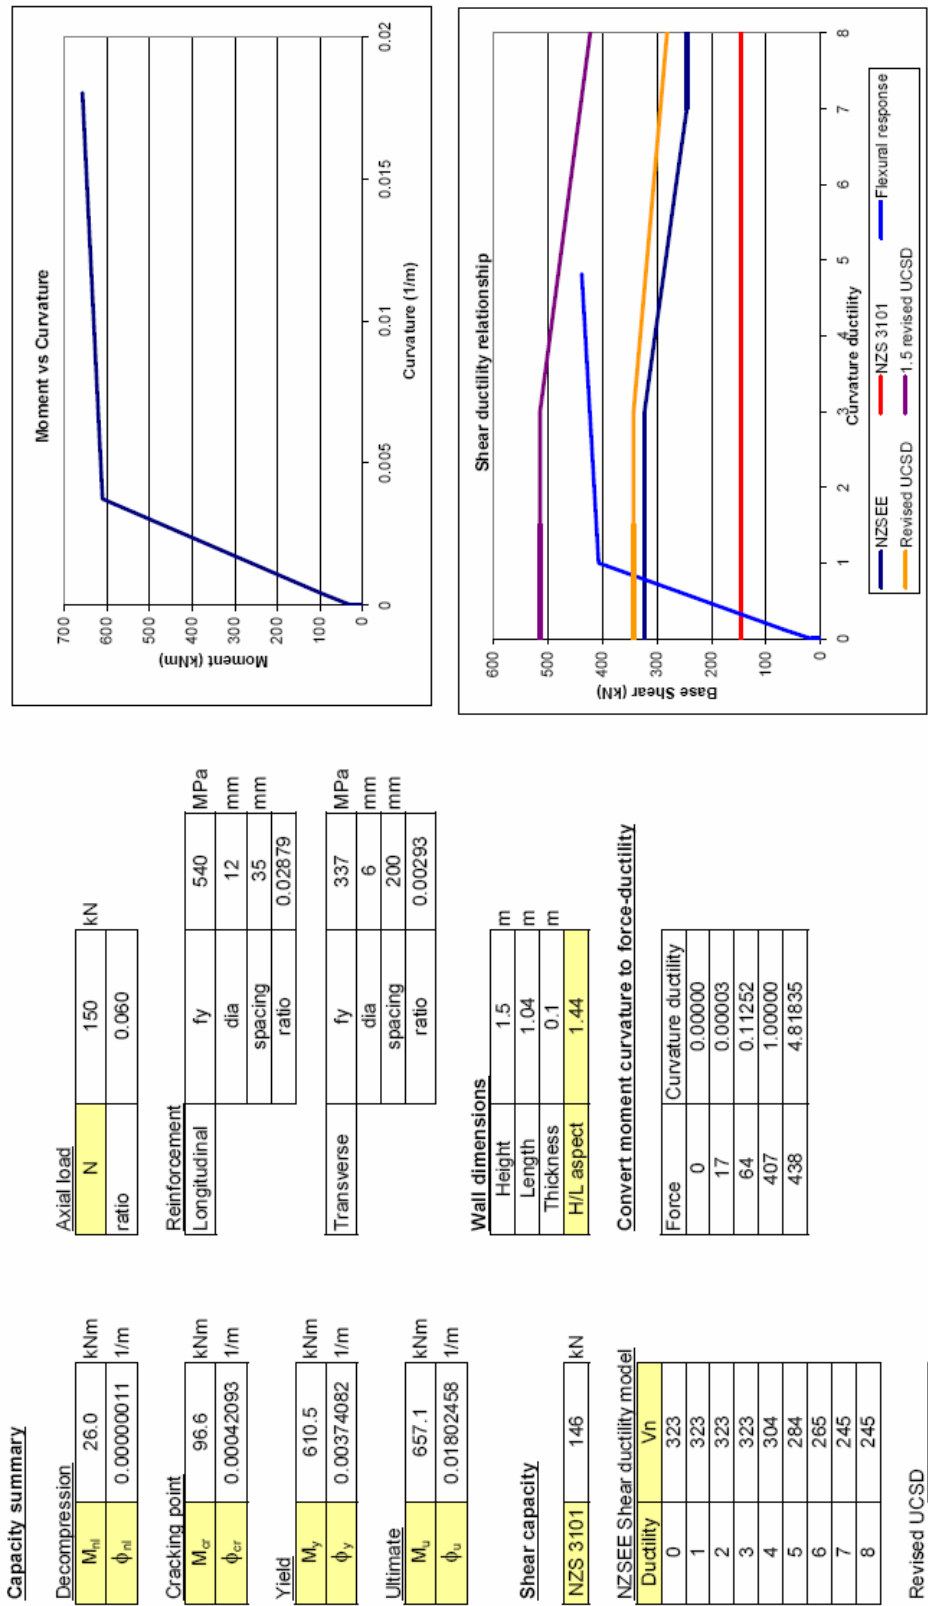 Capacity summary
Decompression
Mnl 26.0 kNm
ϕnl 0.00000011 1/m
Cracking point
Mcr 96.6 kNm
ϕcr 0.00042093 1/m
Yield
My 610.5 kNm
ϕy 0.00374082 1/m
Ultimate
Mu 657.1 kNm
ϕu 0.01802458 1/m
Shear capacity
NZS 3101 146 kN
NZSEE Shear ductility model
Ductility Vn
0 323
1 323
2 323
3 323
4 304
5 284
6 265
7 245
8 245
Revised UCSD
Axial load
N 150 kN
ratio 0.060
Reinforcement
Longitudinal fy 540 MPa
dia 12 mm
spacing 35 mm
ratio 0.02879
Transverse fy 337 MPa
dia 6 mm
spacing 200 mm
ratio 0.00293
Wall dimensions
Height 1.5 m
Length 1.04 m
Thickness 0.1 m
H/L aspect 1.44
Convert moment curvature to force-ductility
Force Curvature ductility
0 0.00000
17 0.00003
64 0.11252
407 1.00000
438 4.81835
Moment vs Curvature
Moment (kNm)
700
600
500
400
300
200
100
0
0 0.005 0.01 0.015 0.02
Curvature (1/m)
Shear ductility relationship
Base Shear (kN)
600
500
400
300
200
100
0
0 1 2 3 4 5 6 7 8
Curvature ductility
NZSEE NZS 3101 Flexural response
Revised UCSD 1.5 revised UCSD